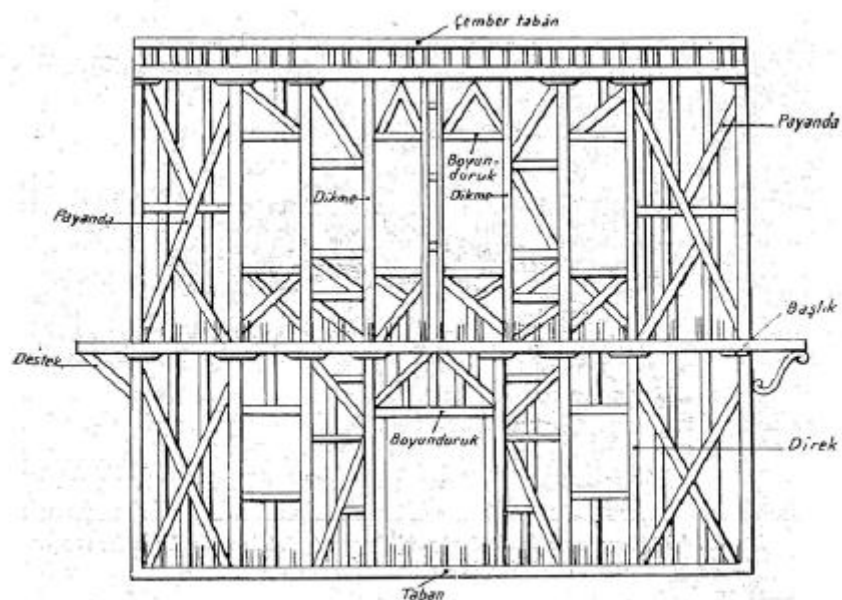 Çember taban
Payanda
Boyun-
duruk
Dikme
Dikme
Payanda
Başlık
Destek
Boyunduruk
Direk
Taban